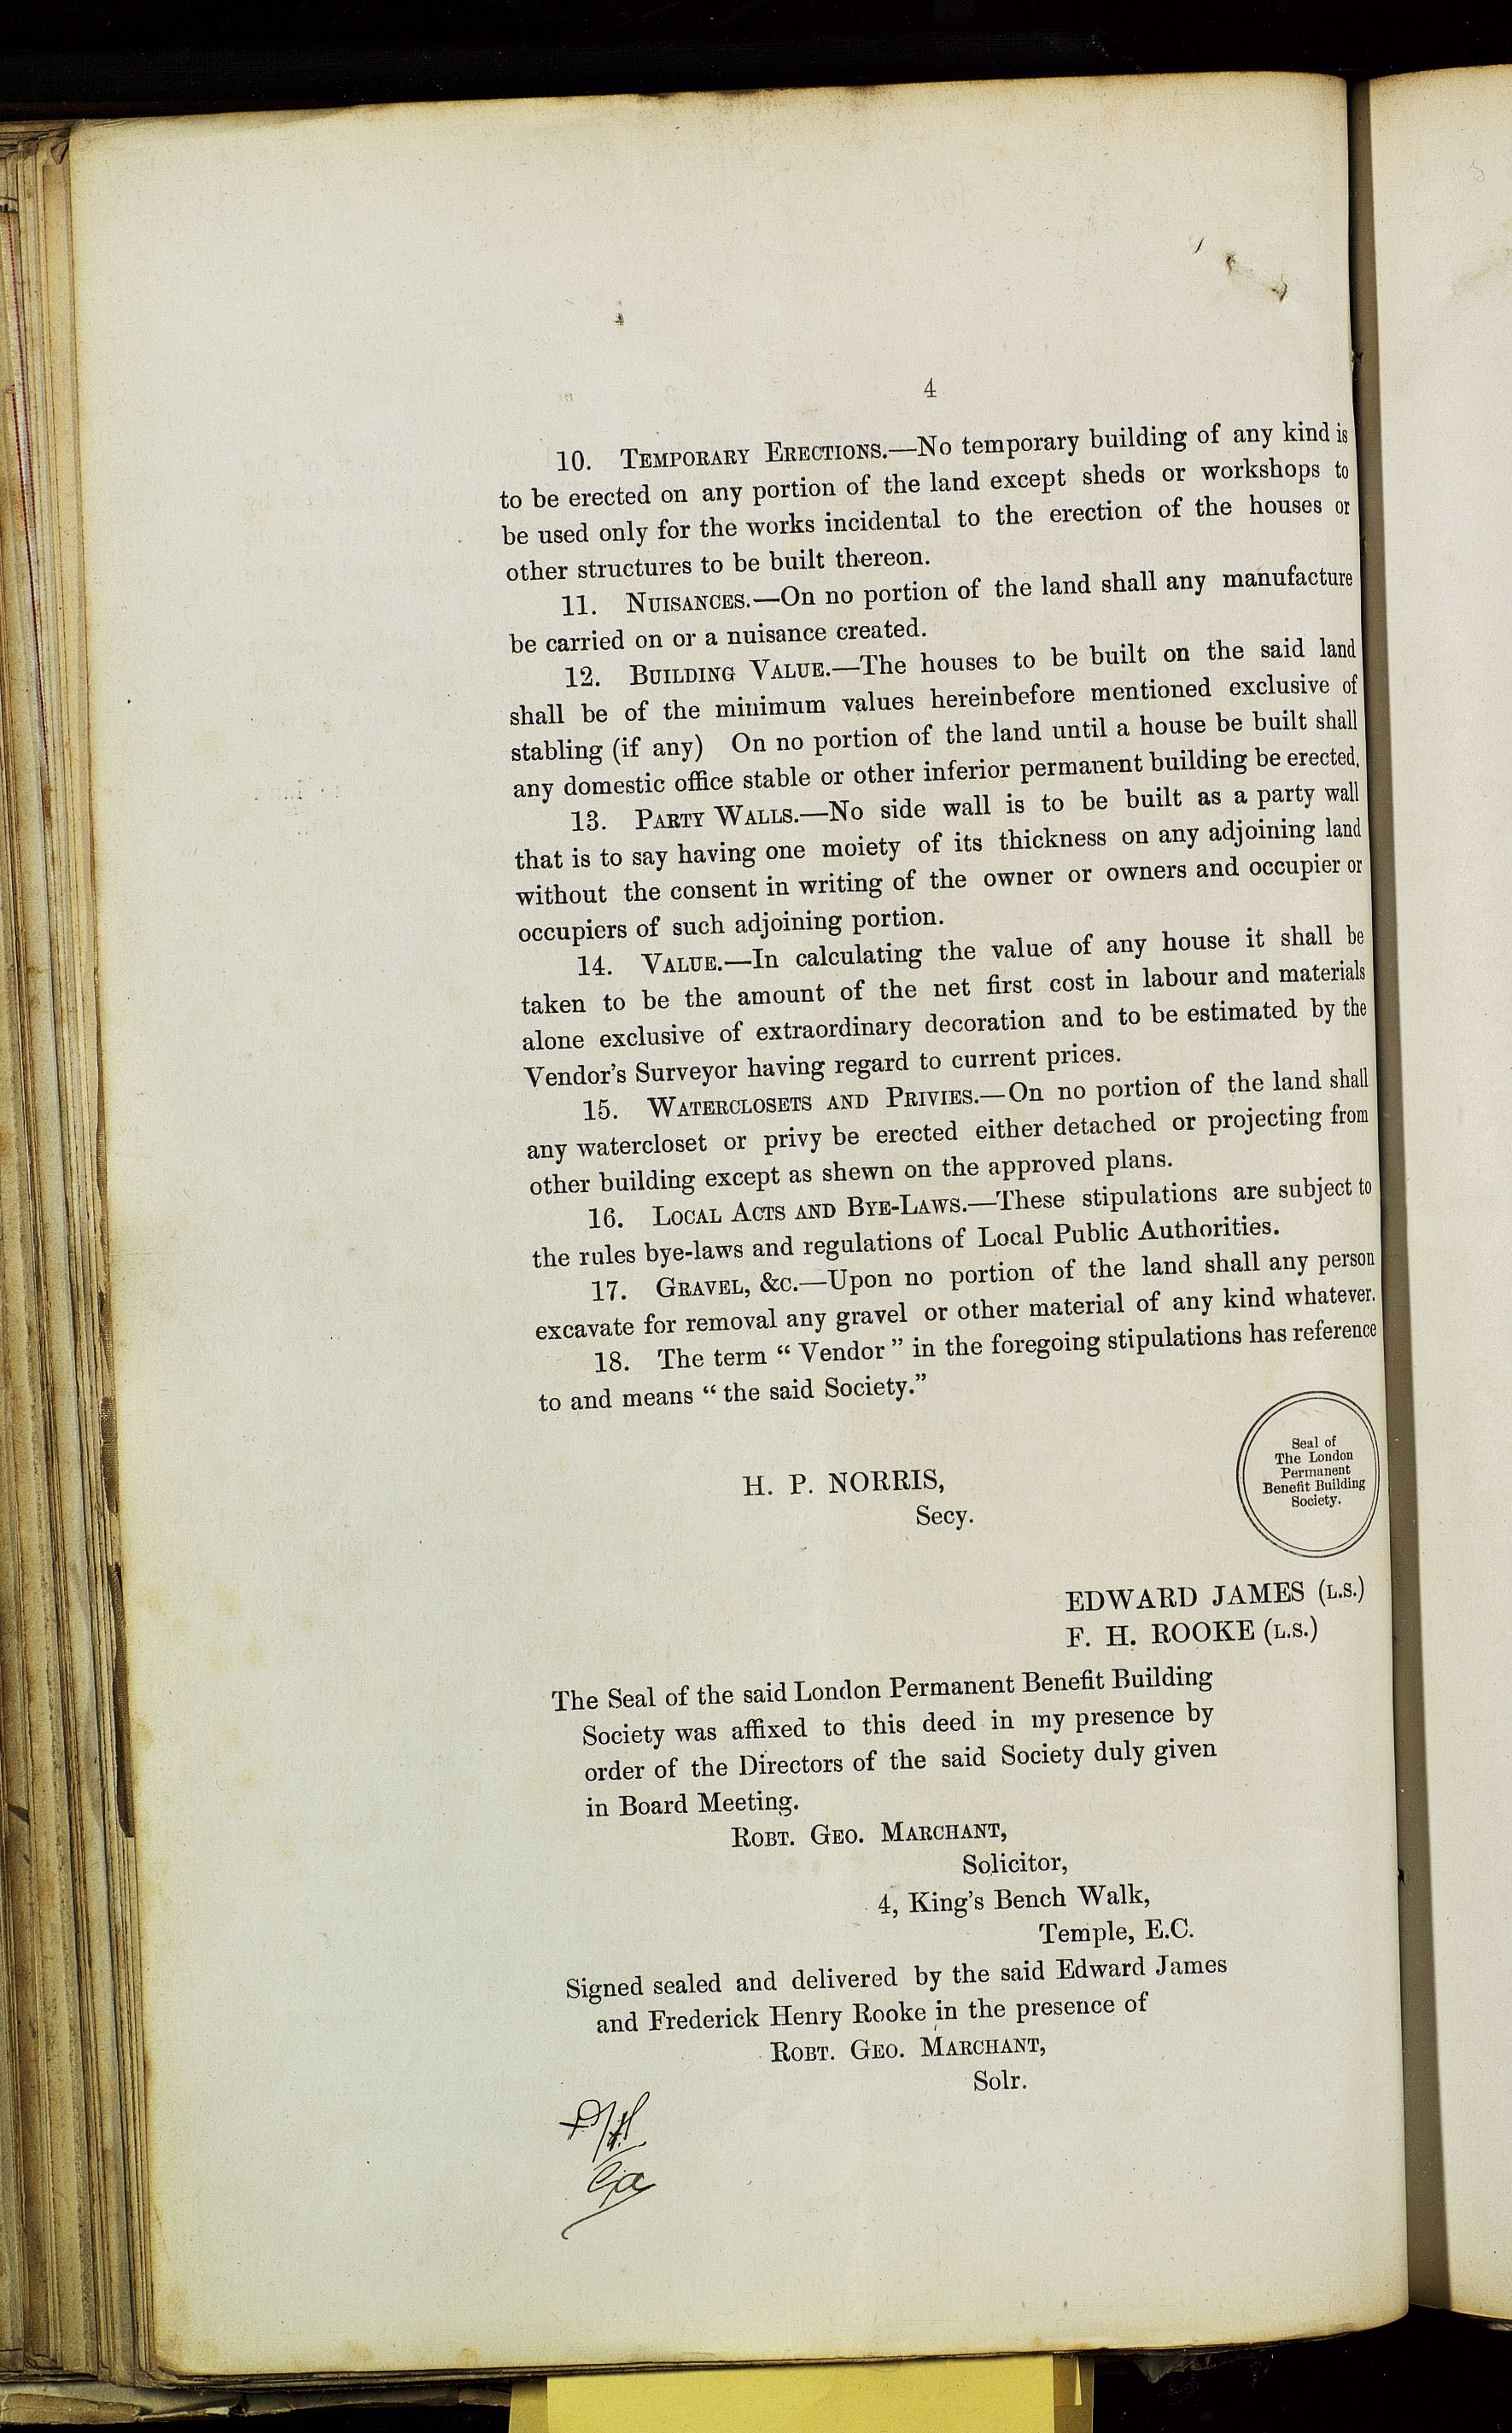 4
10. TEMPORARY ERECTIONS.—No temporary building of any kind is
to be erected on any portion of the land except sheds or workshops to
be used only for the works incidental to the erection of the houses or
other structures to be built thereon.
11. NUISANCES.—On no portion of the land shall any manufacture
be carried on or a nuisance created.
12. BUILDING VALUE.—The houses to be built on the said land
shall be of the minimum values hereinbefore mentioned exclusive of
stabling (if any) On no portion of the land until a house be built shall
any domestic office stable or other inferior permanent building be erected.
13. PARTY WALLS.—No side wall is to be built as a party wall
that is to say having one moiety of its thickness on any adjoining land
without the consent in writing of the owner or owners and occupier or
occupiers of such adjoining portion.
14. VALUE.—In calculating the value of any house it shall be
taken to be the amount of the net first cost in labour and materials
alone exclusive of extraordinary decoration and to be estimated by the
Vendor's Surveyor having regard to current prices.
15. WATERCLOSETS AND PRIVIES.—On no portion of the land shall
any watercloset or privy be erected either detached or projecting from
other building except as shewn on the approved plans.
16. LOCAL ACTS AND BYE-LAWS.—These stipulations are subject to
the rules bye-laws and regulations of Local Public Authorities.
17. GRAVEL, &C.—Upon no portion of the land shall any person
excavate for removal any gravel or other material of any kind whatever.
18. The term “ Vendor ” in the foregoing stipulations has reference
to and means “ the said Society.”
Seal of
The London
Permanent
Benefit Building
Society.
H. P. NORRIS,
Secy.
EDWARD JAMES (L.S.)
F. H. ROOKE (L.S.)
The Seal of the said London Permanent Benefit Building
Society was affixed to this deed in my presence by
order of the Directors of the said Society duly given
in Board Meeting.
ROBT. GEO. MARCHANT,
Solicitor,
4, King's Bench Walk,
Temple, E.C.
Signed sealed and delivered by the said Edward James
and Frederick Henry Rooke in the presence of
ROBT. GEO. MARCHANT,
Solr.